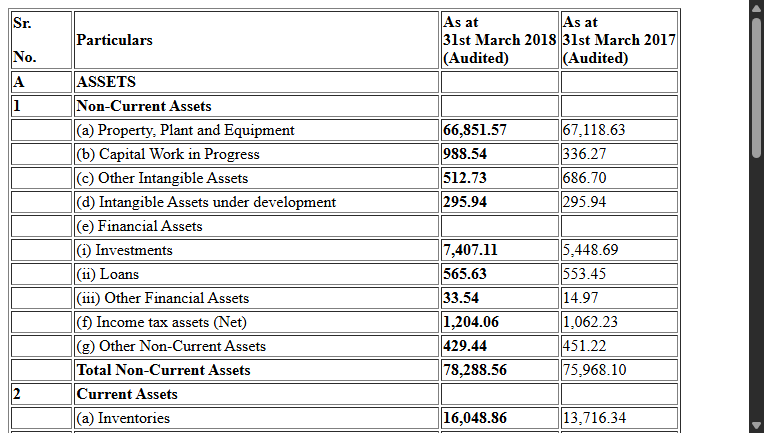 Sr. No. Particulars As at 31st March 2018 (Audited) As at 31st March 2017 (Audited)
A ASSETS
1 Non-Current Assets
(a) Property, Plant and Equipment 66,851.57 67,118.63
(b) Capital Work in Progress 988.54 336.27
(c) Other Intangible Assets 512.73 686.70
(d) Intangible Assets under development 295.94 295.94
(e) Financial Assets
(i) Investments 7,407.11 5,448.69
(ii) Loans 565.63 553.45
(iii) Other Financial Assets 33.54 14.97
(f) Income tax assets (Net) 1,204.06 1,062.23
(g) Other Non-Current Assets 429.44 451.22
Total Non-Current Assets 78,288.56 75,968.10
2 Current Assets
(a) Inventories 16,048.86 13,716.34